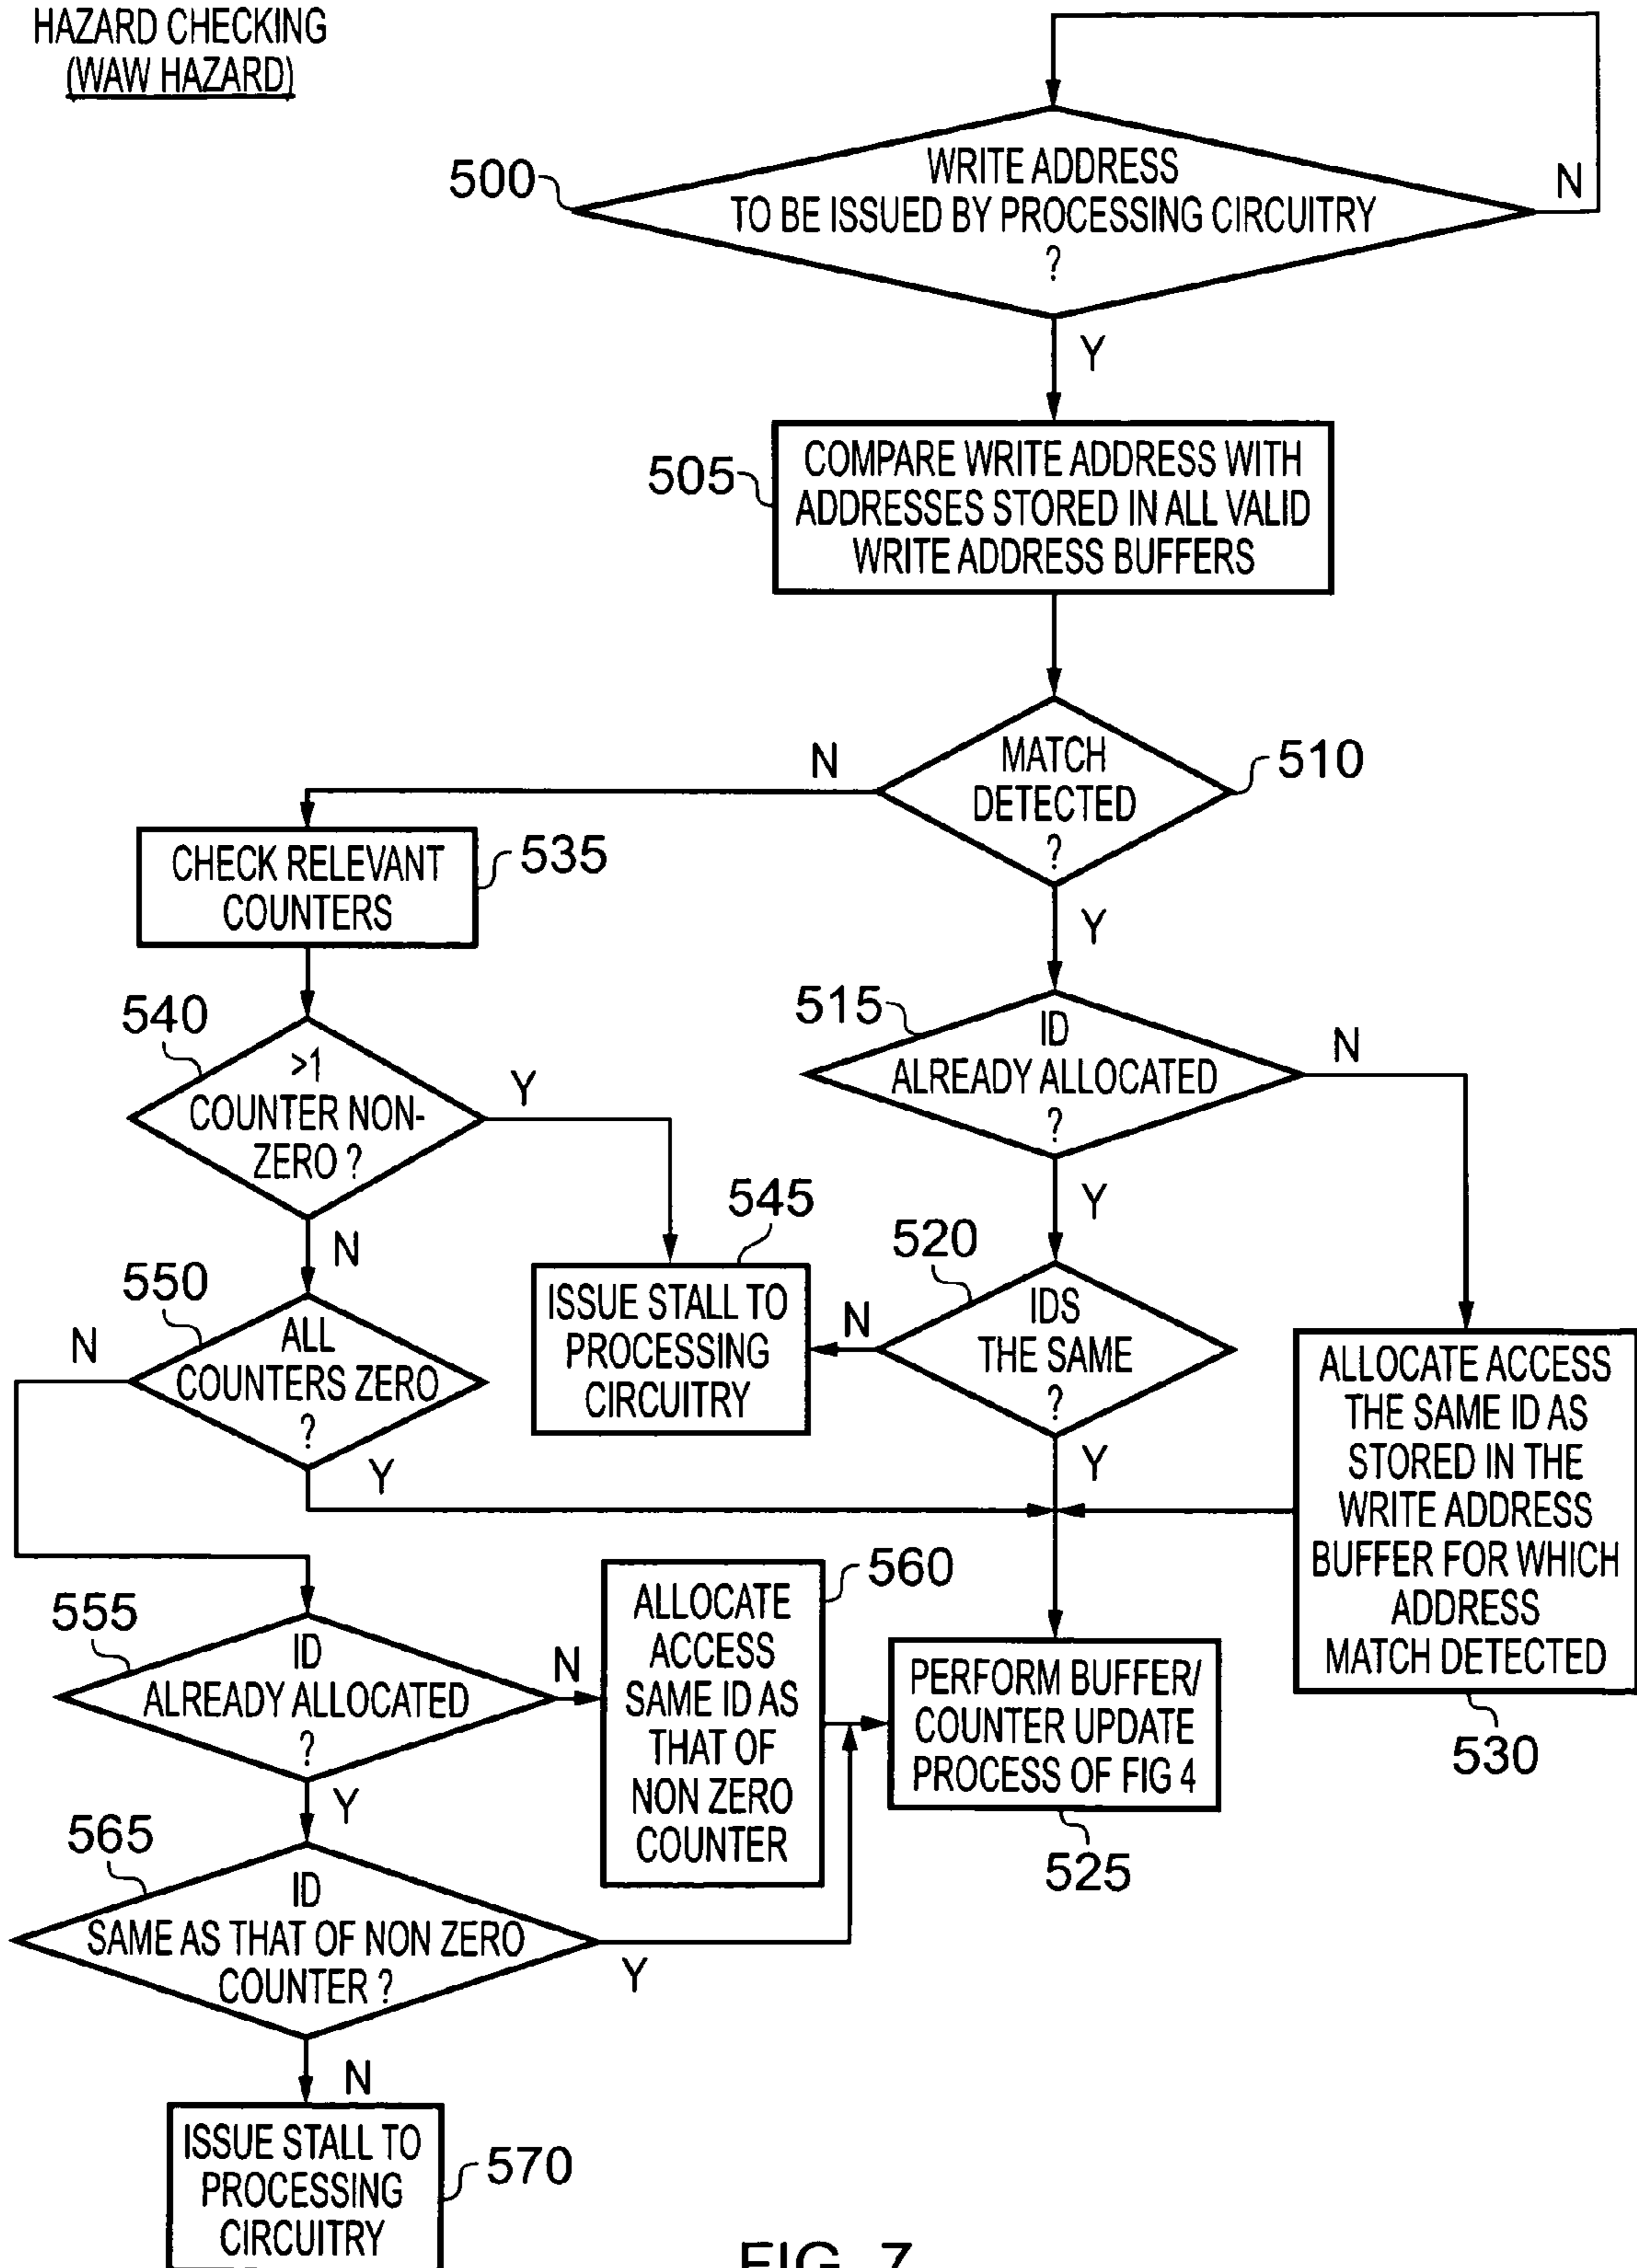 HAZARD CHECKING
(WAW HAZARD)
500
WRITE ADDRESS
TO BE ISSUED BY PROCESSING CIRCUITRY
?
N
Y
505
COMPARE WRITE ADDRESS WITH
ADDRESSES STORED IN ALL VALID
WRITE ADDRESS BUFFERS
N
MATCH
DETECTED
?
510
Y
CHECK RELEVANT
COUNTERS
535
540
>1
COUNTER NON-
ZERO ?
Y
N
515
ID
ALREADY ALLOCATED
?
N
Y
545
ISSUE STALL TO
PROCESSING
CIRCUITRY
520
IDS
THE SAME
?
N
Y
550
ALL
COUNTERS ZERO
?
N
Y
ALLOCATE ACCESS
THE SAME ID AS
STORED IN THE
WRITE ADDRESS
BUFFER FOR WHICH
ADDRESS
MATCH DETECTED
530
555
ID
ALREADY ALLOCATED
?
N
Y
560
ALLOCATE
ACCESS
SAME ID AS
THAT OF
NON ZERO
COUNTER
PERFORM BUFFER/
COUNTER UPDATE
PROCESS OF FIG 4
525
565
ID
SAME AS THAT OF NON ZERO
COUNTER ?
Y
N
ISSUE STALL TO
PROCESSING
CIRCUITRY
570
FIG. 7